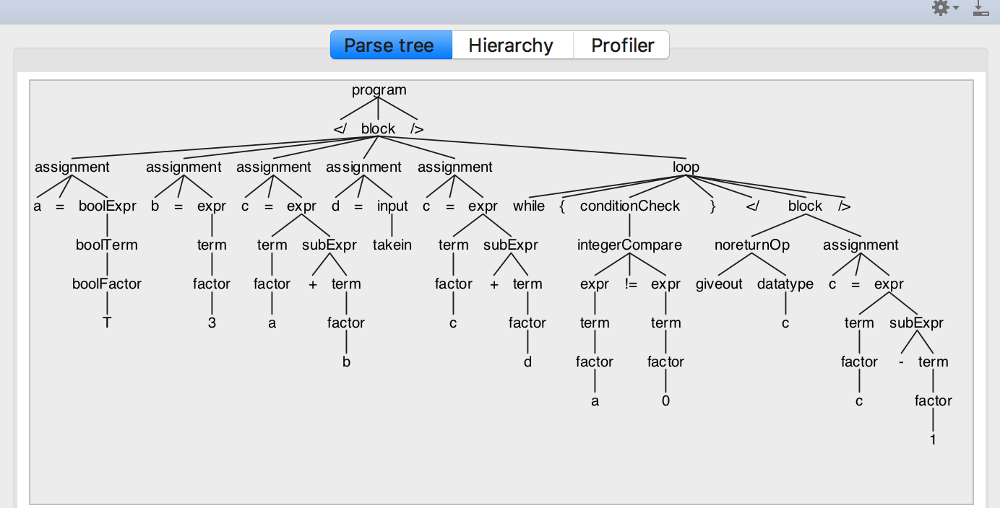 Parse tree Hierarchy Profiler
program
</ block />
assignment assignment assignment assignment assignment loop
a = boolExpr b = expr c = expr d = input c = expr while { conditionCheck } </ block />
boolTerm term term subExpr takein term subExpr integerCompare noreturnOp assignment
boolFactor factor factor + term factor + term expr != expr giveout datatype c = expr
T 3 a factor c factor term term c term subExpr
b d factor factor factor - term
a 0 c factor
1